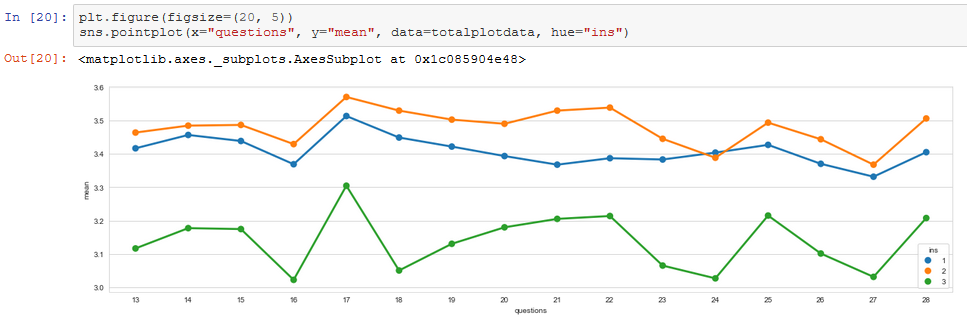 In [20]: plt.figure(figsize=(20, 5))
sns.pointplot(x="questions", y="mean", data=totalplotdata, hue="ins")
Out[20]: <matplotlib.axes._subplots.AxesSubplot at 0x1c085904e48>
3.6
3.5
3.4
3.3
3.2
3.1
3.0
mean
13 14 15 16 17 18 19 20 21 22 23 24 25 26 27 28
questions
ins
1
2
3